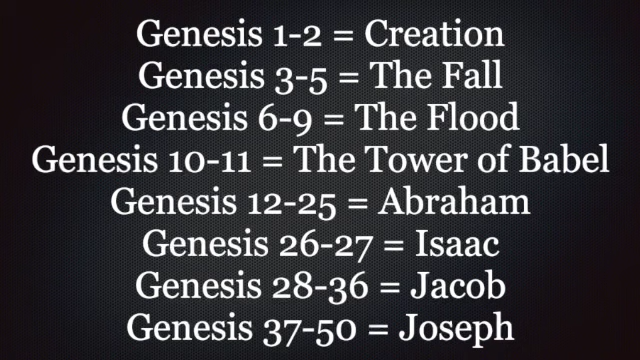 Genesis 1-2 = Creation
Genesis 3-5 = The Fall
Genesis 6-9 = The Flood
Genesis 10-11 = The Tower of Babel
Genesis 12-25 = Abraham
Genesis 26-27 = Isaac
Genesis 28-36 = Jacob
Genesis 37-50 = Joseph